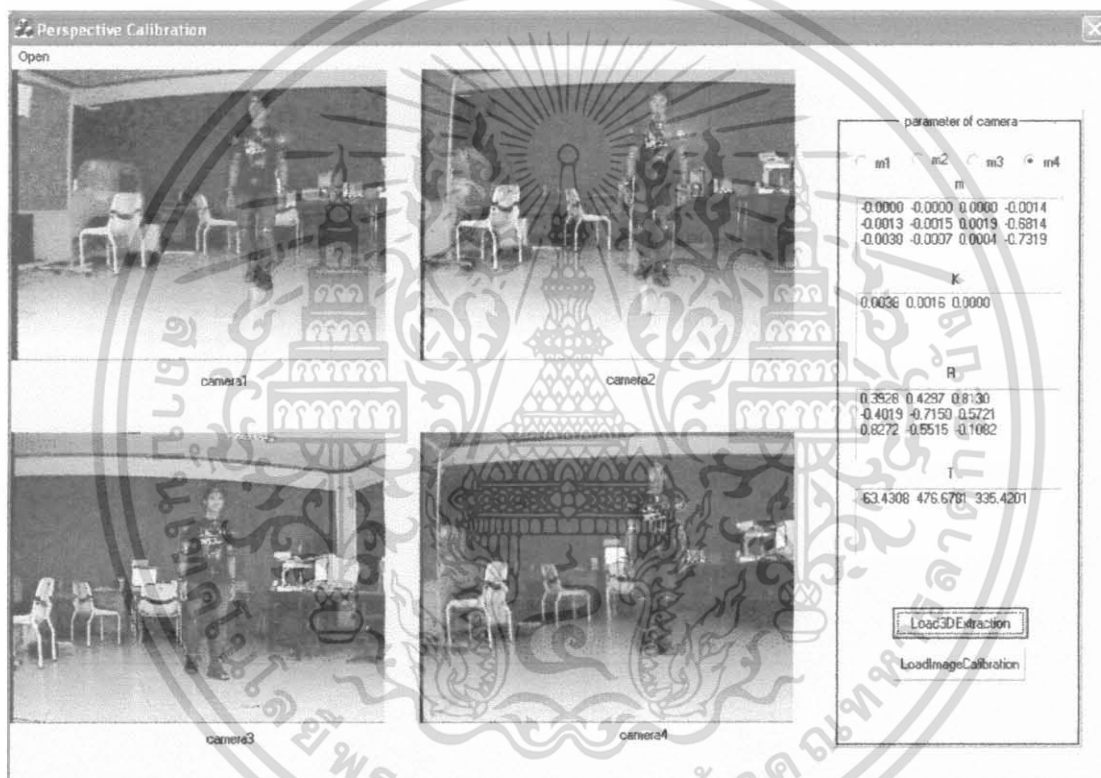 Perspective Calibration
Open
camera1
camera2
camera3
camera4
parameter of camera
m1 m2 m3 m4
m
-0.0000 -0.0000 0.0000 -0.0014
-0.0013 -0.0015 0.0019 -0.6814
-0.0038 -0.0007 0.0004 -0.7319
K
0.0038 0.0016 0.0000
R
0.3928 0.4297 0.8130
-0.4019 -0.7150 0.5721
0.8272 -0.5515 -0.1082
T
-63.4308 476.6781 335.4201
Load3DExtraction
LoadImageCalibration